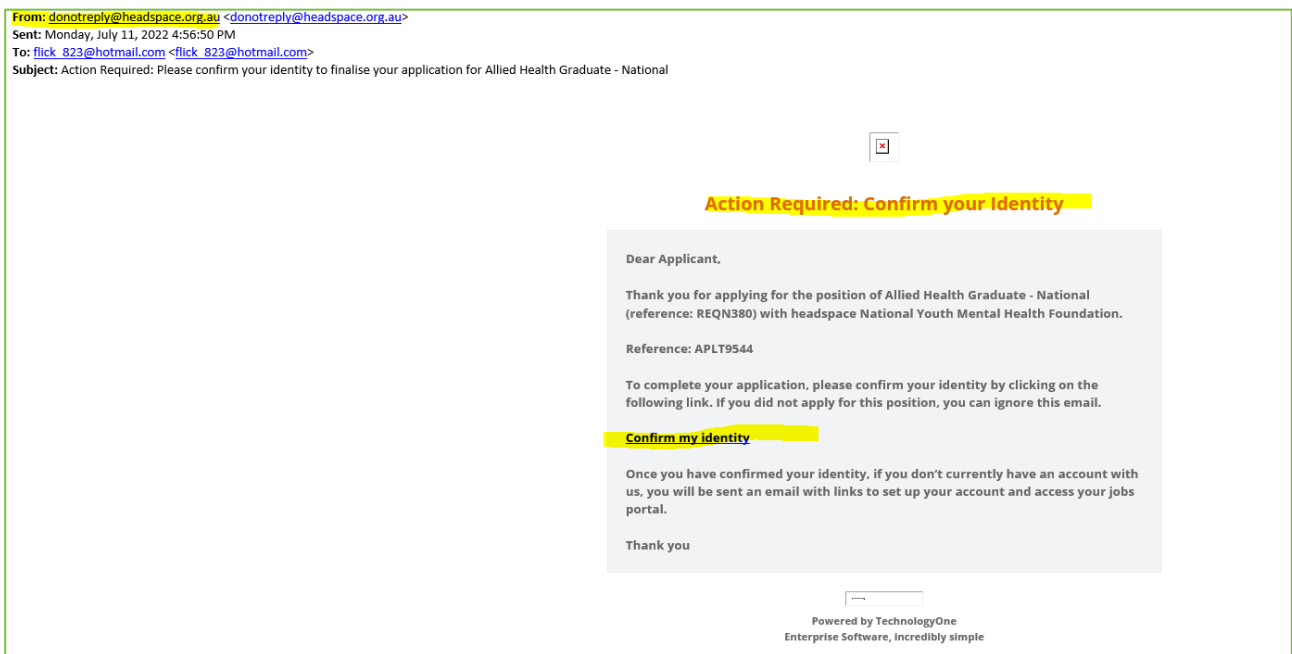 From: donotreply@headspace.org.au <donotreply@headspace.org.au>
Sent: Monday, July 11, 2022 4:56:50 PM
To: flick_823@hotmail.com <flick_823@hotmail.com>
Subject: Action Required: Please confirm your identity to finalise your application for Allied Health Graduate - National
Action Required: Confirm your Identity
Dear Applicant,
Thank you for applying for the position of Allied Health Graduate - National
(reference: REQN380) with headspace National Youth Mental Health Foundation.
Reference: APLT9544
To complete your application, please confirm your identity by clicking on the
following link. If you did not apply for this position, you can ignore this email.
Confirm my identity
Once you have confirmed your identity, if you don’t currently have an account with
us, you will be sent an email with links to set up your account and access your jobs
portal.
Thank you
Powered by TechnologyOne
Enterprise Software, incredibly simple